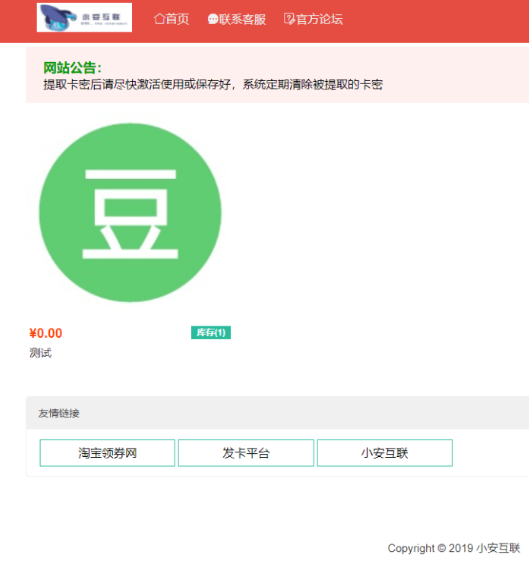 小安互联
首页 联系客服 官方论坛
网站公告：
提取卡密后请尽快激活使用或保存好，系统定期清除被提取的卡密
豆
¥0.00 库存(1)
测试
友情链接
淘宝领券网 发卡平台 小安互联
Copyright © 2019 小安互联